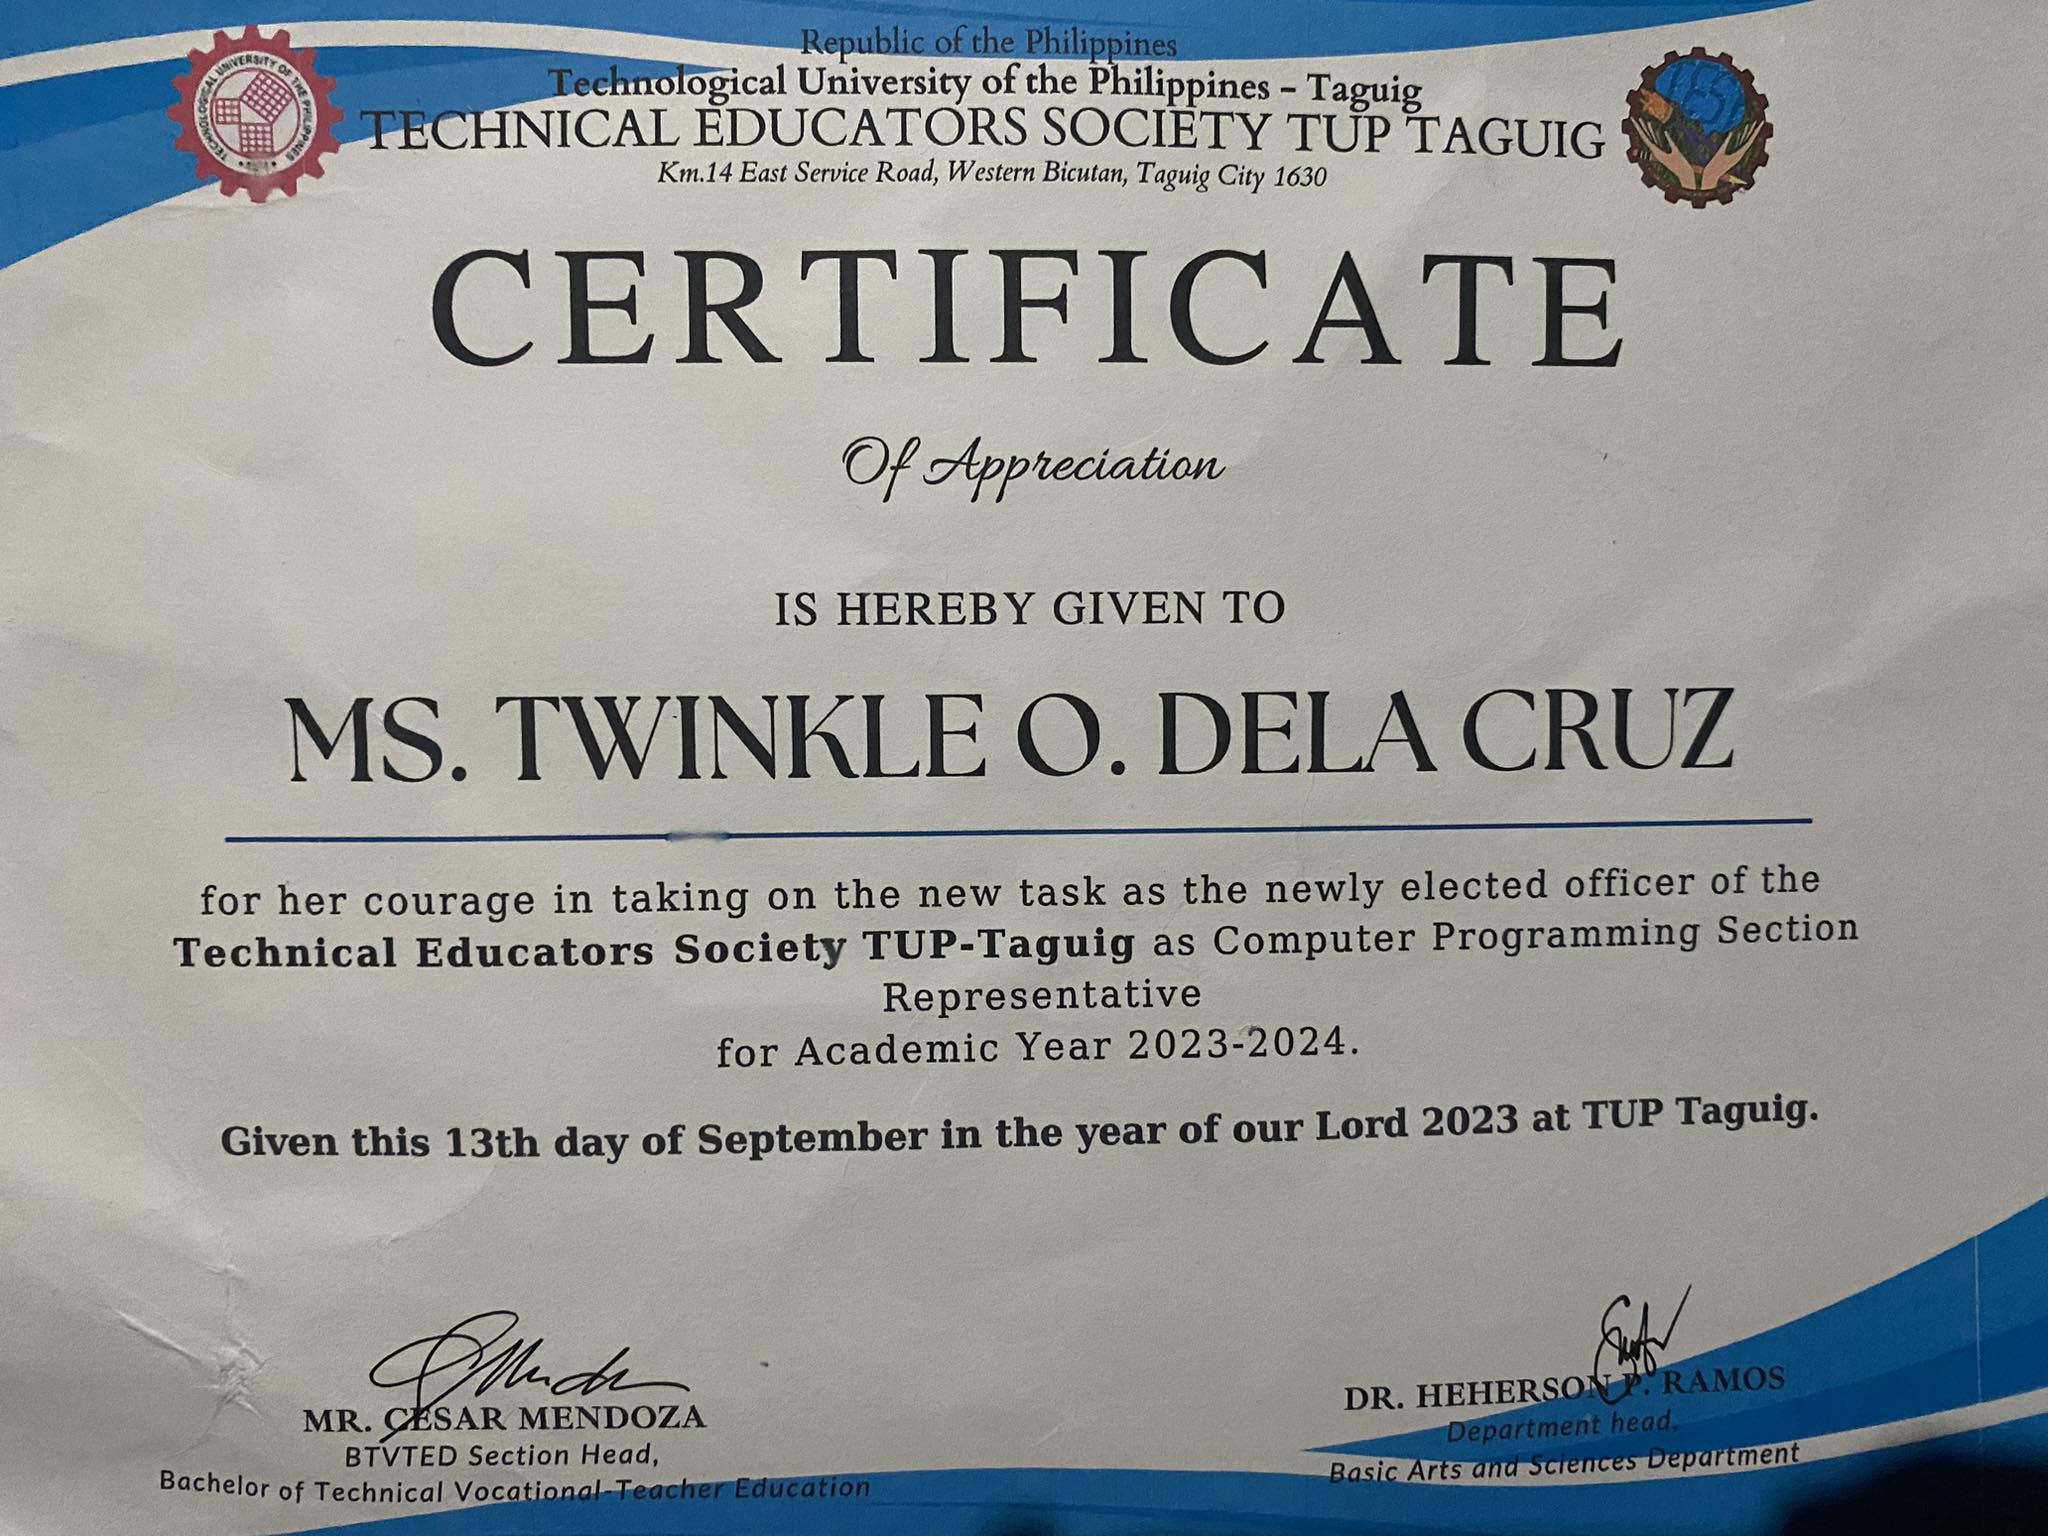 Republic of the Philippines
Technological University of the Philippines – Taguig
TECHNICAL EDUCATORS SOCIETY TUP TAGUIG
Km.14 East Service Road, Western Bicutan, Taguig City 1630
TECHNOLOGICAL UNIVERSITY OF THE PHILIPPINES
TEST
CERTIFICATE
Of Appreciation
IS HEREBY GIVEN TO
MS. TWINKLE O. DELA CRUZ
for her courage in taking on the new task as the newly elected officer of the
Technical Educators Society TUP-Taguig as Computer Programming Section
Representative
for Academic Year 2023-2024.
Given this 13th day of September in the year of our Lord 2023 at TUP Taguig.
MR. CESAR MENDOZA
BTVTED Section Head,
Bachelor of Technical Vocational-Teacher Education
DR. HEHERSON P. RAMOS
Department head,
Basic Arts and Sciences Department